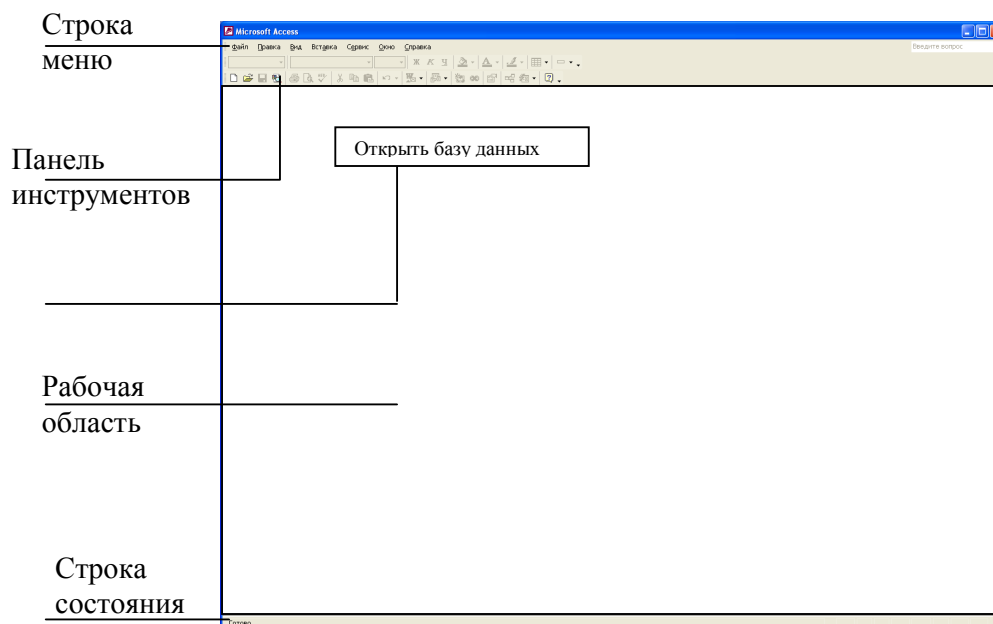 Строка
меню
Microsoft Access
Файл Правка Вид Вставка Сервис Окно Справка
Введите вопрос
Ж К Ч
Открыть базу данных
Панель
инструментов
Рабочая
область
Строка
состояния
Готово